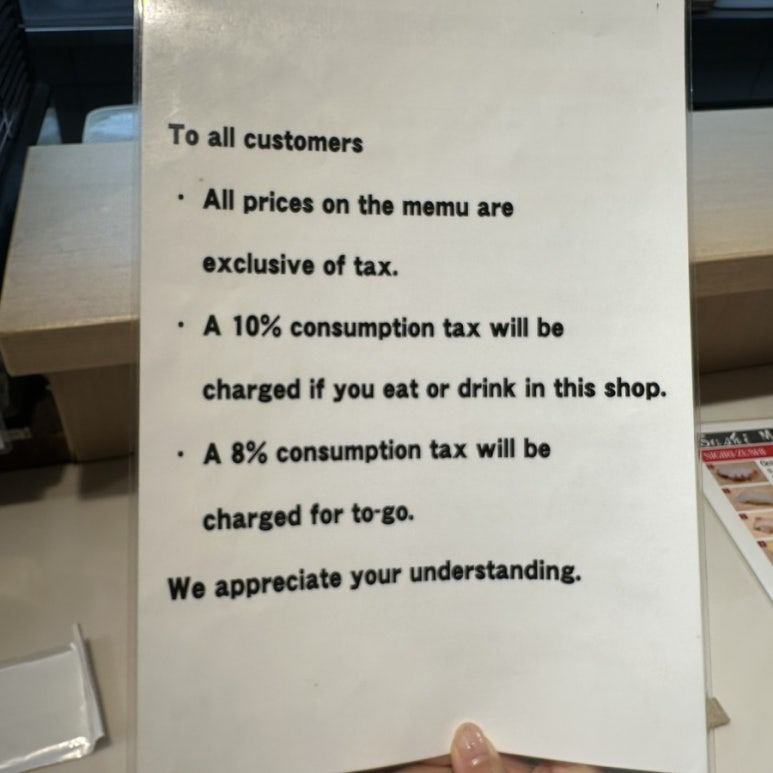 To all customers
・ All prices on the memu are
exclusive of tax.
・ A 10% consumption tax will be
charged if you eat or drink in this shop.
・ A 8% consumption tax will be
charged for to-go.
We appreciate your understanding.
NIGIRI-ZUSHI